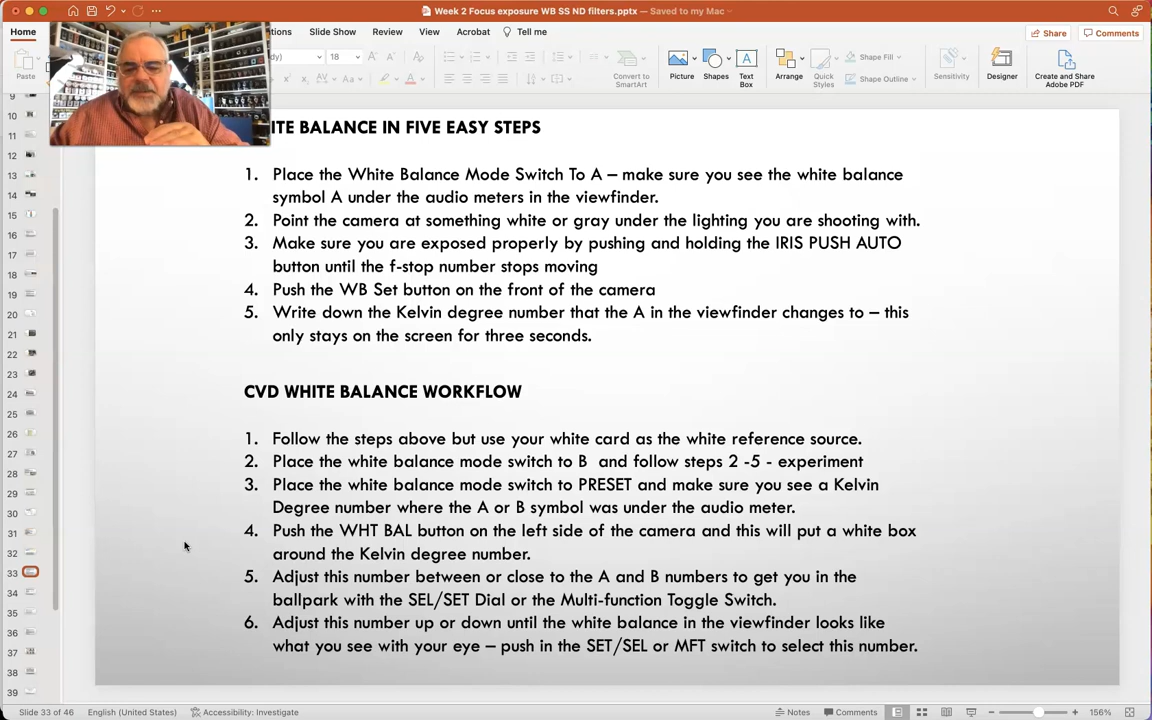 Week 2 Focus exposure WB SS ND filters.pptx — Saved to my Mac
Home
Slide Show
Review
View
Acrobat
Tell me
Share
Comments
18
Paste
Convert to
SmartArt
Picture
Shapes
Text
Box
Arrange
Quick
Styles
Shape Fill
Shape Outline
Sensitivity
Designer
Create and Share
Adobe PDF
ITE BALANCE IN FIVE EASY STEPS
1. Place the White Balance Mode Switch To A – make sure you see the white balance
symbol A under the audio meters in the viewfinder.
2. Point the camera at something white or gray under the lighting you are shooting with.
3. Make sure you are exposed properly by pushing and holding the IRIS PUSH AUTO
button until the f-stop number stops moving
4. Push the WB Set button on the front of the camera
5. Write down the Kelvin degree number that the A in the viewfinder changes to – this
only stays on the screen for three seconds.
CVD WHITE BALANCE WORKFLOW
1. Follow the steps above but use your white card as the white reference source.
2. Place the white balance mode switch to B and follow steps 2 -5 - experiment
3. Place the white balance mode switch to PRESET and make sure you see a Kelvin
Degree number where the A or B symbol was under the audio meter.
4. Push the WHT BAL button on the left side of the camera and this will put a white box
around the Kelvin degree number.
5. Adjust this number between or close to the A and B numbers to get you in the
ballpark with the SEL/SET Dial or the Multi-function Toggle Switch.
6. Adjust this number up or down until the white balance in the viewfinder looks like
what you see with your eye – push in the SET/SEL or MFT switch to select this number.
10
11
12
13
14
15
16
17
18
19
20
21
22
23
24
25
26
27
28
29
30
31
32
33
34
35
36
37
38
39
Slide 33 of 46
English (United States)
Accessibility: Investigate
Notes
Comments
156%